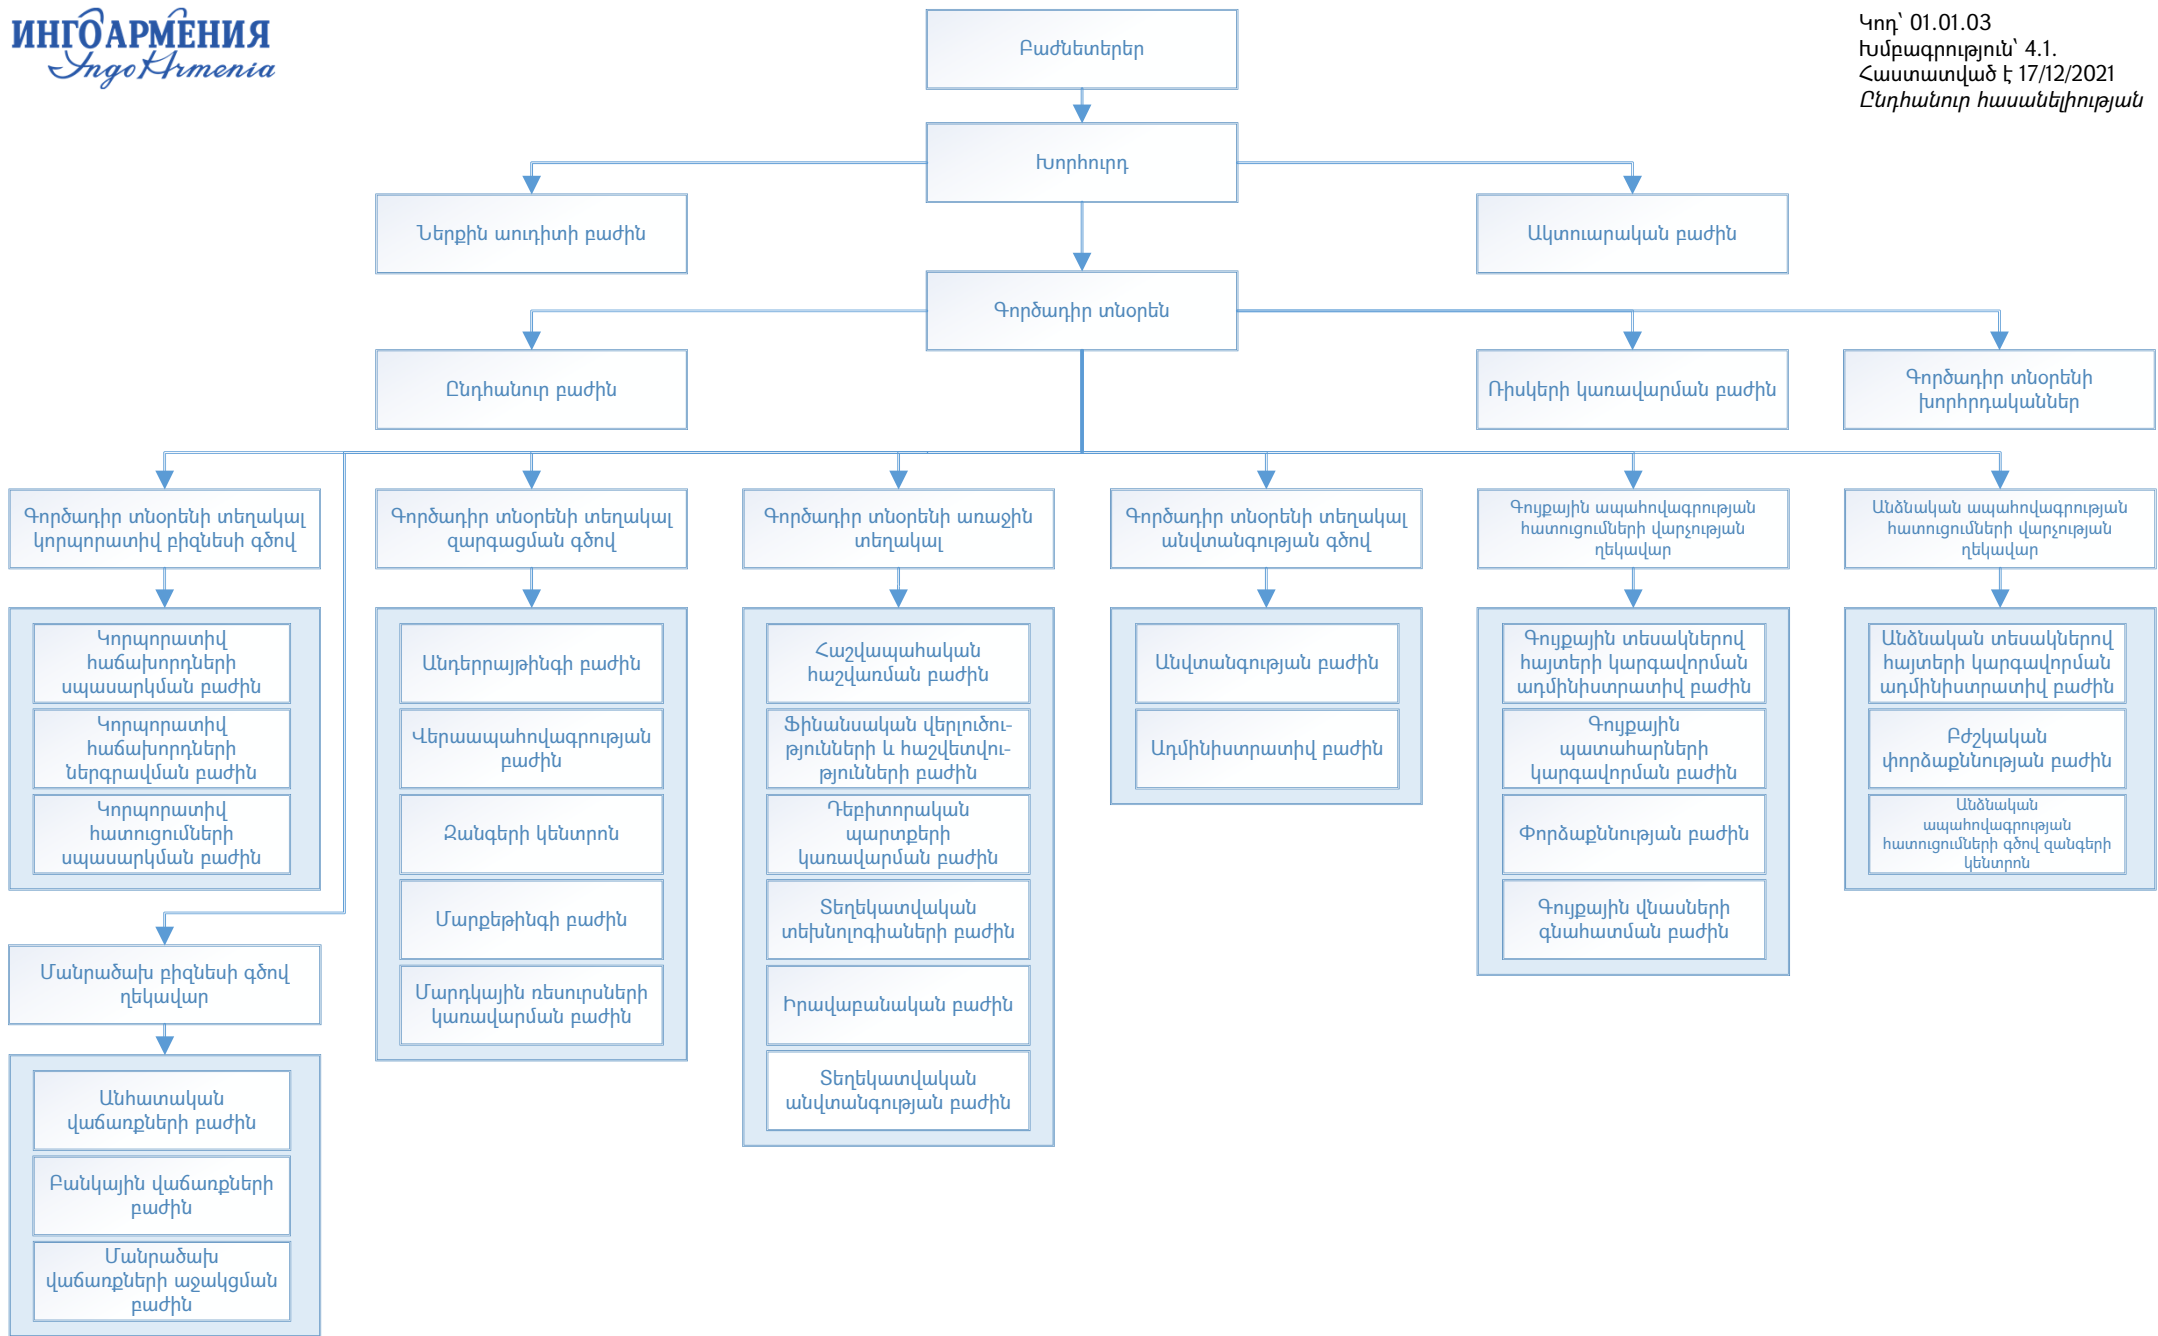 ИНГО АРМЕНИЯ
IngoArmenia
Կոդ՝ 01.01.03
Խմբագրություն՝ 4.1.
Հաստատված է 17/12/2021
Ընդհանուր հասանելիության
Բաժնետերեր
Խորհուրդ
Ներքին աուդիտի բաժին
Ակտուարական բաժին
Գործադիր տնօրեն
Ընդհանուր բաժին
Ռիսկերի կառավարման բաժին
Գործադիր տնօրենի
խորհրդականներ
Գործադիր տնօրենի տեղակալ
կորպորատիվ բիզնեսի գծով
Գործադիր տնօրենի տեղակալ
զարգացման գծով
Գործադիր տնօրենի առաջին
տեղակալ
Գործադիր տնօրենի տեղակալ
անվտանգության գծով
Գույքային ապահովագրության
հատուցումների վարչության
ղեկավար
Անձնական ապահովագրության
հատուցումների վարչության
ղեկավար
Կորպորատիվ
հաճախորդների
սպասարկման բաժին
Կորպորատիվ
հաճախորդների
ներգրավման բաժին
Կորպորատիվ
հատուցումների
սպասարկման բաժին
Մանրածախ բիզնեսի գծով
ղեկավար
Անհատական
վաճառքների բաժին
Բանկային վաճառքների
բաժին
Մանրածախ
վաճառքների աջակցման
բաժին
Անդերրայթինգի բաժին
Վերաապահովագրության
բաժին
Զանգերի կենտրոն
Մարքեթինգի բաժին
Մարդկային ռեսուրսների
կառավարման բաժին
Հաշվապահական
հաշվառման բաժին
Ֆինանսական վերլուծու-
թյունների և հաշվետվու-
թյունների բաժին
Դեբիտորական
պարտքերի
կառավարման բաժին
Տեղեկատվական
տեխնոլոգիաների բաժին
Իրավաբանական բաժին
Տեղեկատվական
անվտանգության բաժին
Անվտանգության բաժին
Ադմինիստրատիվ բաժին
Գույքային տեսակներով
հայտերի կարգավորման
ադմինիստրատիվ բաժին
Գույքային
պատահարների
կարգավորման բաժին
Փորձաքննության բաժին
Գույքային վնասների
գնահատման բաժին
Անձնական տեսակներով
հայտերի կարգավորման
ադմինիստրատիվ բաժին
Բժշկական
փորձաքննության բաժին
Անձնական
ապահովագրության
հատուցումների գծով զանգերի
կենտրոն